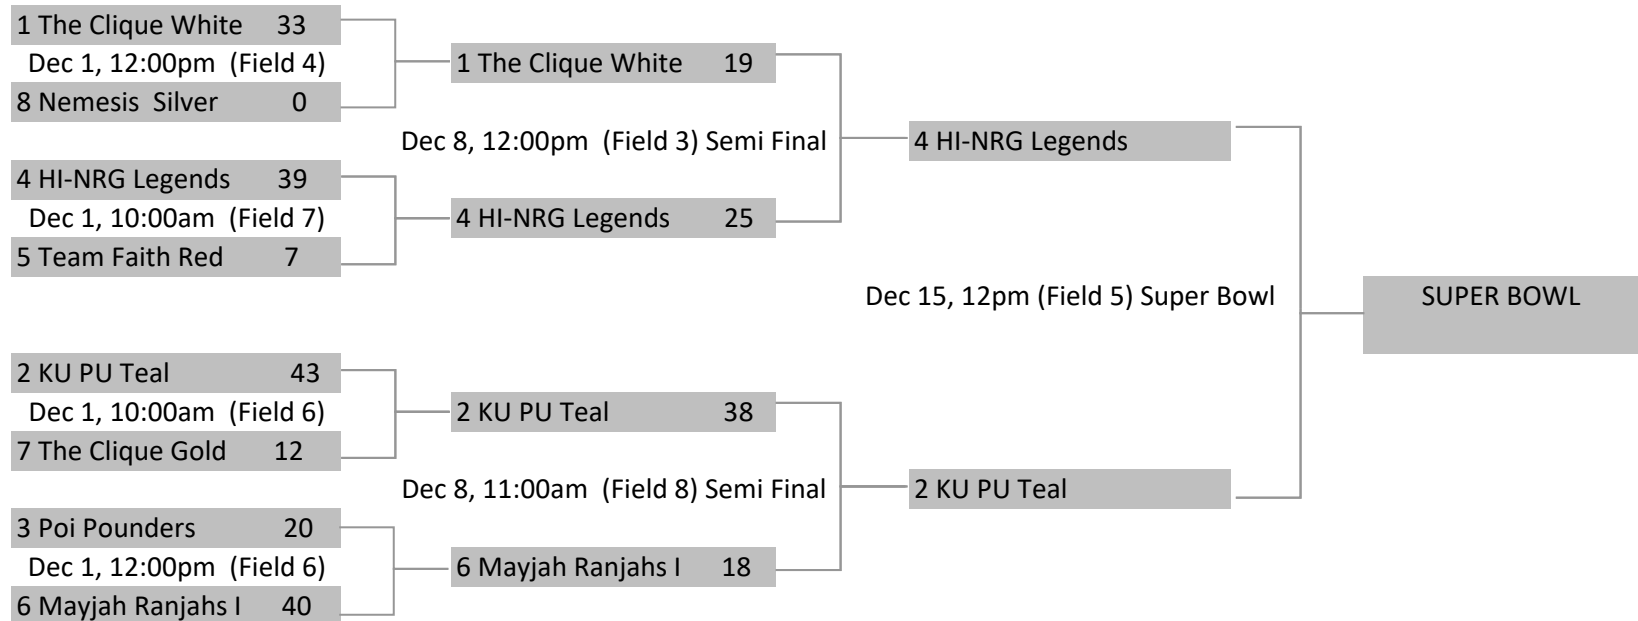 1 The Clique White 33
Dec 1, 12:00pm (Field 4)
8 Nemesis Silver 0
1 The Clique White 19
Dec 8, 12:00pm (Field 3) Semi Final
4 HI-NRG Legends
4 HI-NRG Legends 39
Dec 1, 10:00am (Field 7)
5 Team Faith Red 7
4 HI-NRG Legends 25
Dec 15, 12pm (Field 5) Super Bowl
SUPER BOWL
2 KU PU Teal 43
Dec 1, 10:00am (Field 6)
7 The Clique Gold 12
2 KU PU Teal 38
Dec 8, 11:00am (Field 8) Semi Final
2 KU PU Teal
3 Poi Pounders 20
Dec 1, 12:00pm (Field 6)
6 Mayjah Ranjahs I 40
6 Mayjah Ranjahs I 18